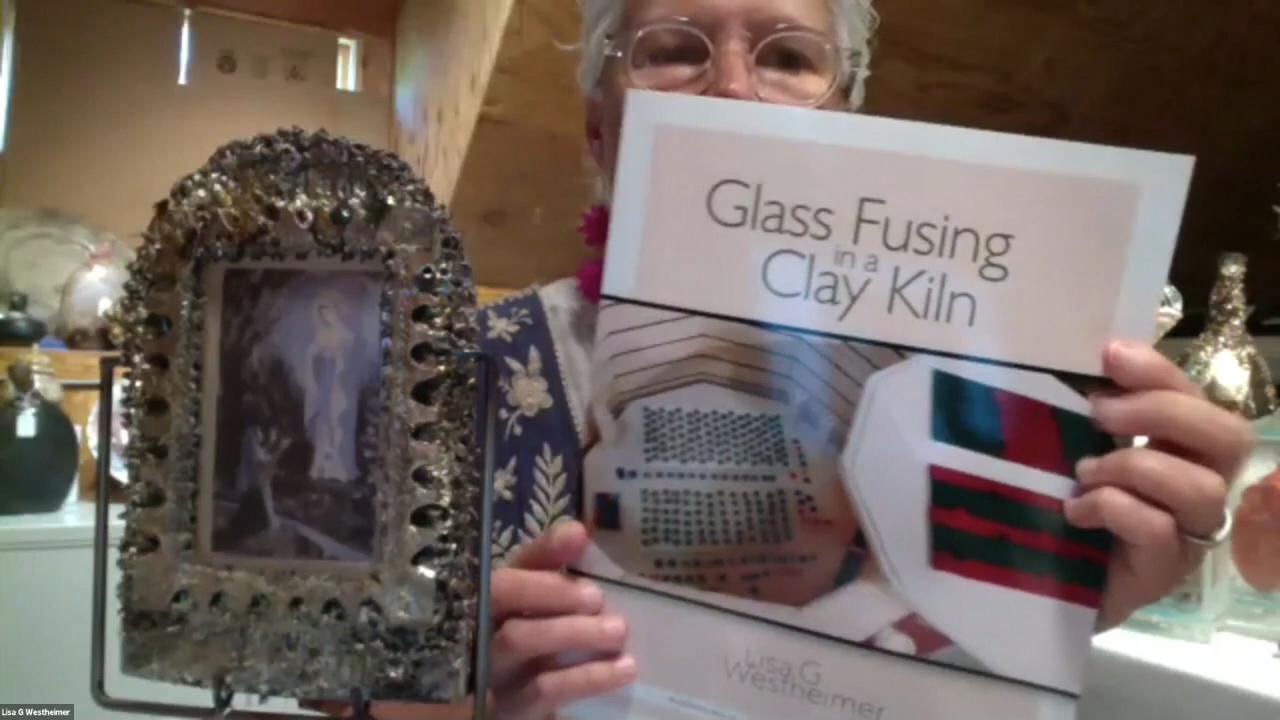 Glass Fusing
in a
Clay Kiln
Lisa G
Westheimer
Lisa G Westheimer